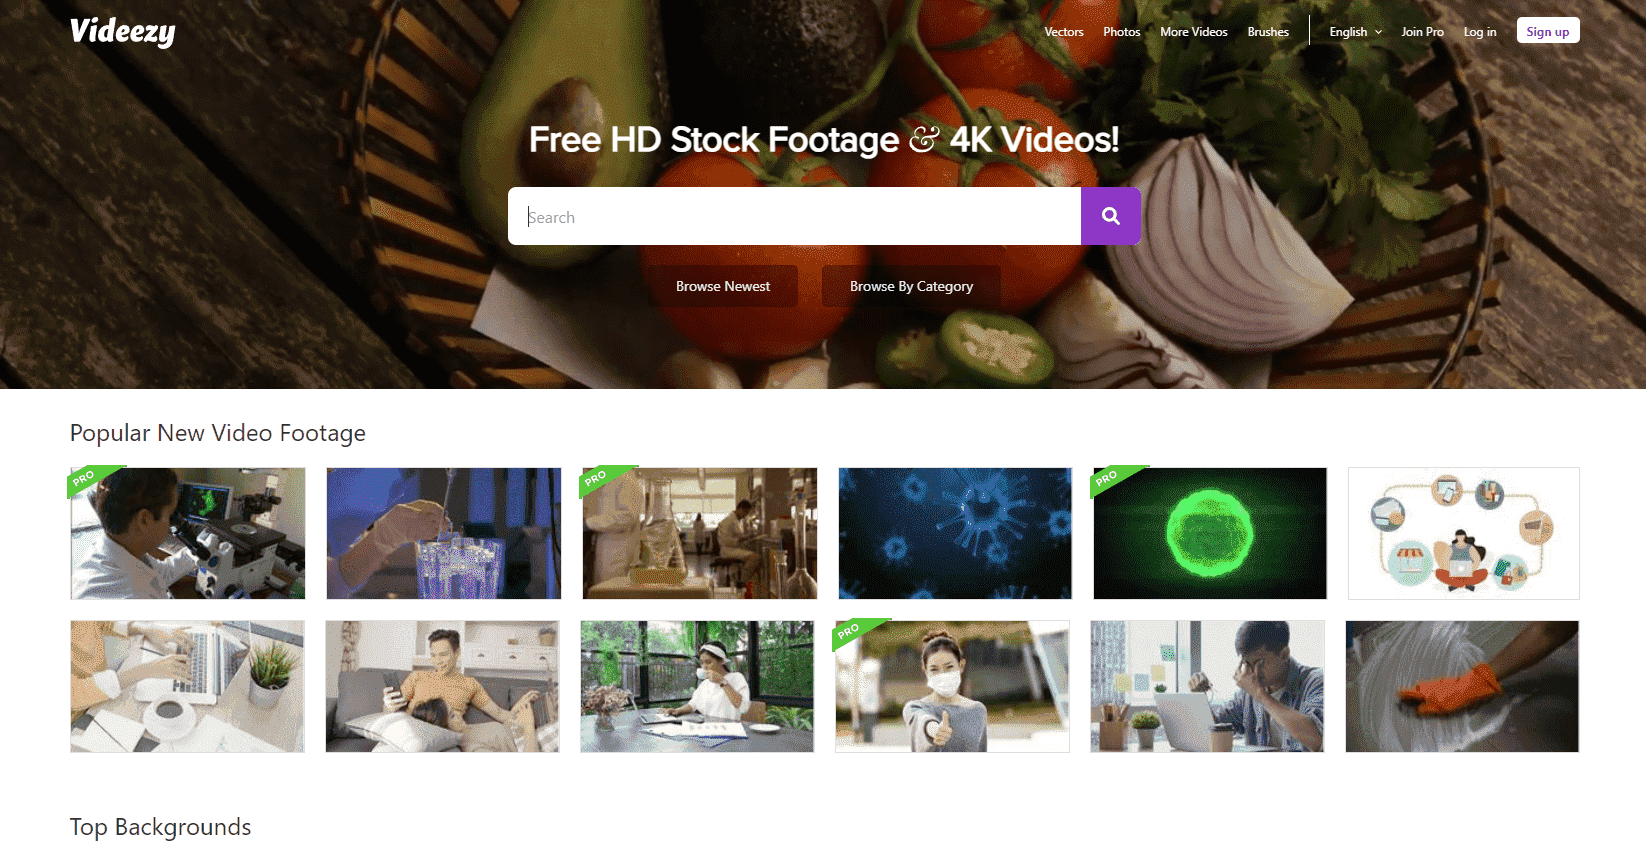 Videezy
Vectors Photos More Videos Brushes English Join Pro Log in Sign up
Free HD Stock Footage & 4K Videos!
Search
Browse Newest Browse By Category
Popular New Video Footage
PRO
PRO
PRO
PRO
Top Backgrounds